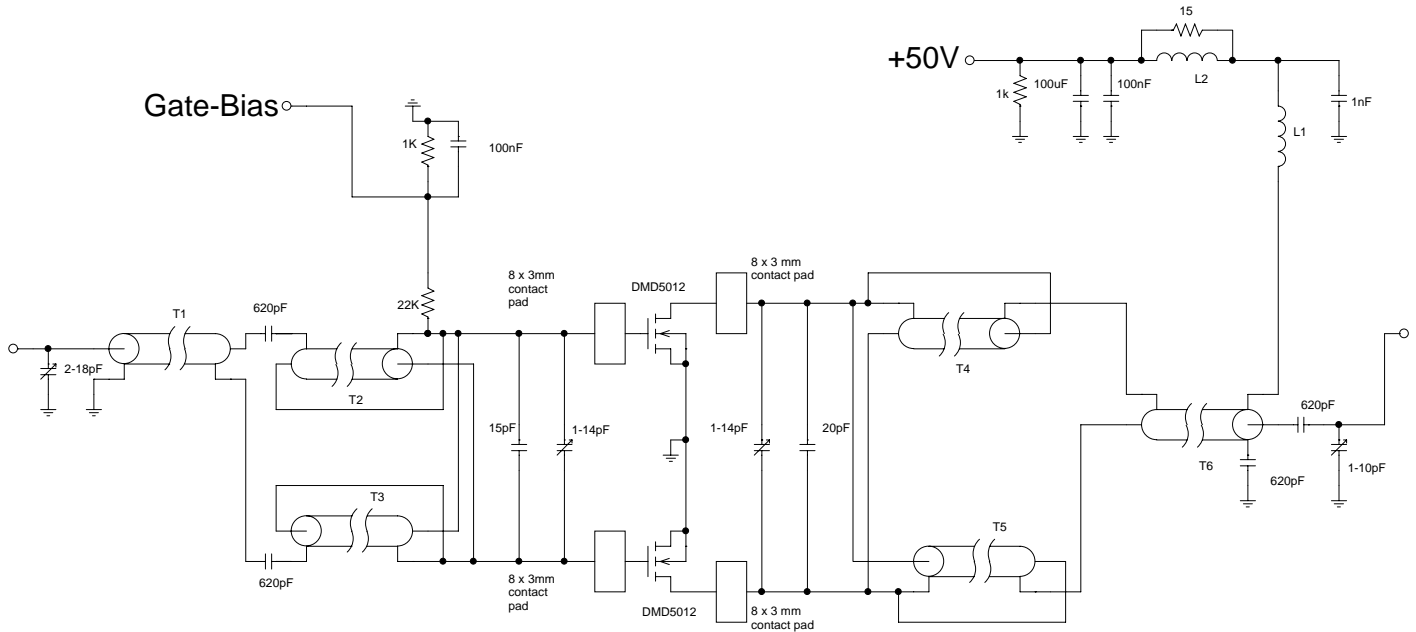 15
+50V
L2
100uF
100nF
1k
1nF
Gate-Bias
L1
1K
100nF
8 x 3 mm
contact pad
8 x 3mm
contact
pad
DMD5012
22K
620pF
T1
2-18pF
T4
T2
620pF
15pF
1-14pF
1-14pF
20pF
T6
1-10pF
620pF
T3
T5
620pF
8 x 3mm
contact
pad
DMD5012
8 x 3 mm
contact pad